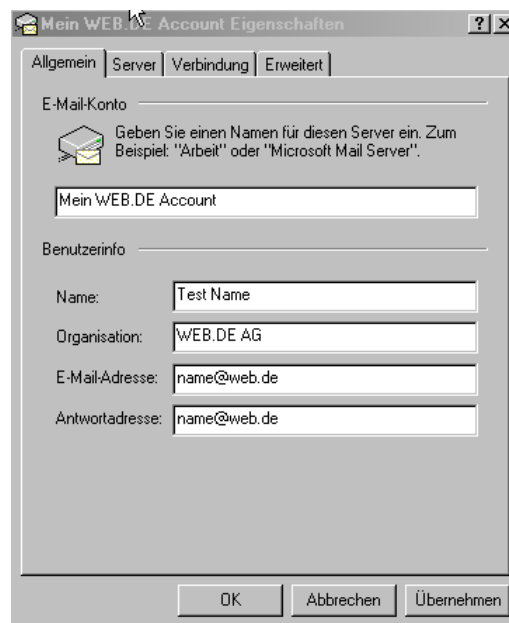 Mein WEB.DE Account Eigenschaften
Allgemein Server Verbindung Erweitert
E-Mail-Konto
Geben Sie einen Namen für diesen Server ein. Zum
Beispiel: "Arbeit" oder "Microsoft Mail Server".
Mein WEB.DE Account
Benutzerinfo
Name: Test Name
Organisation: WEB.DE AG
E-Mail-Adresse: name@web.de
Antwortadresse: name@web.de
OK Abbrechen Übernehmen